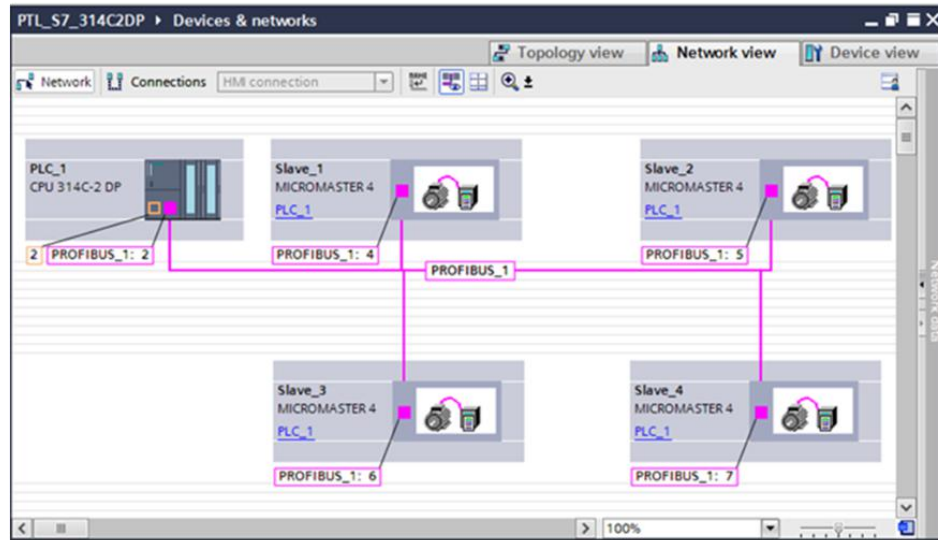 PTL_S7_314C2DP ▸ Devices & networks
Topology view Network view Device view
Network Connections HMI connection
PLC_1
CPU 314C-2 DP
2 PROFIBUS_1: 2
Slave_1
MICROMASTER 4
PLC_1
PROFIBUS_1: 4
Slave_2
MICROMASTER 4
PLC_1
PROFIBUS_1: 5
PROFIBUS_1
Slave_3
MICROMASTER 4
PLC_1
PROFIBUS_1: 6
Slave_4
MICROMASTER 4
PLC_1
PROFIBUS_1: 7
Network data
100%